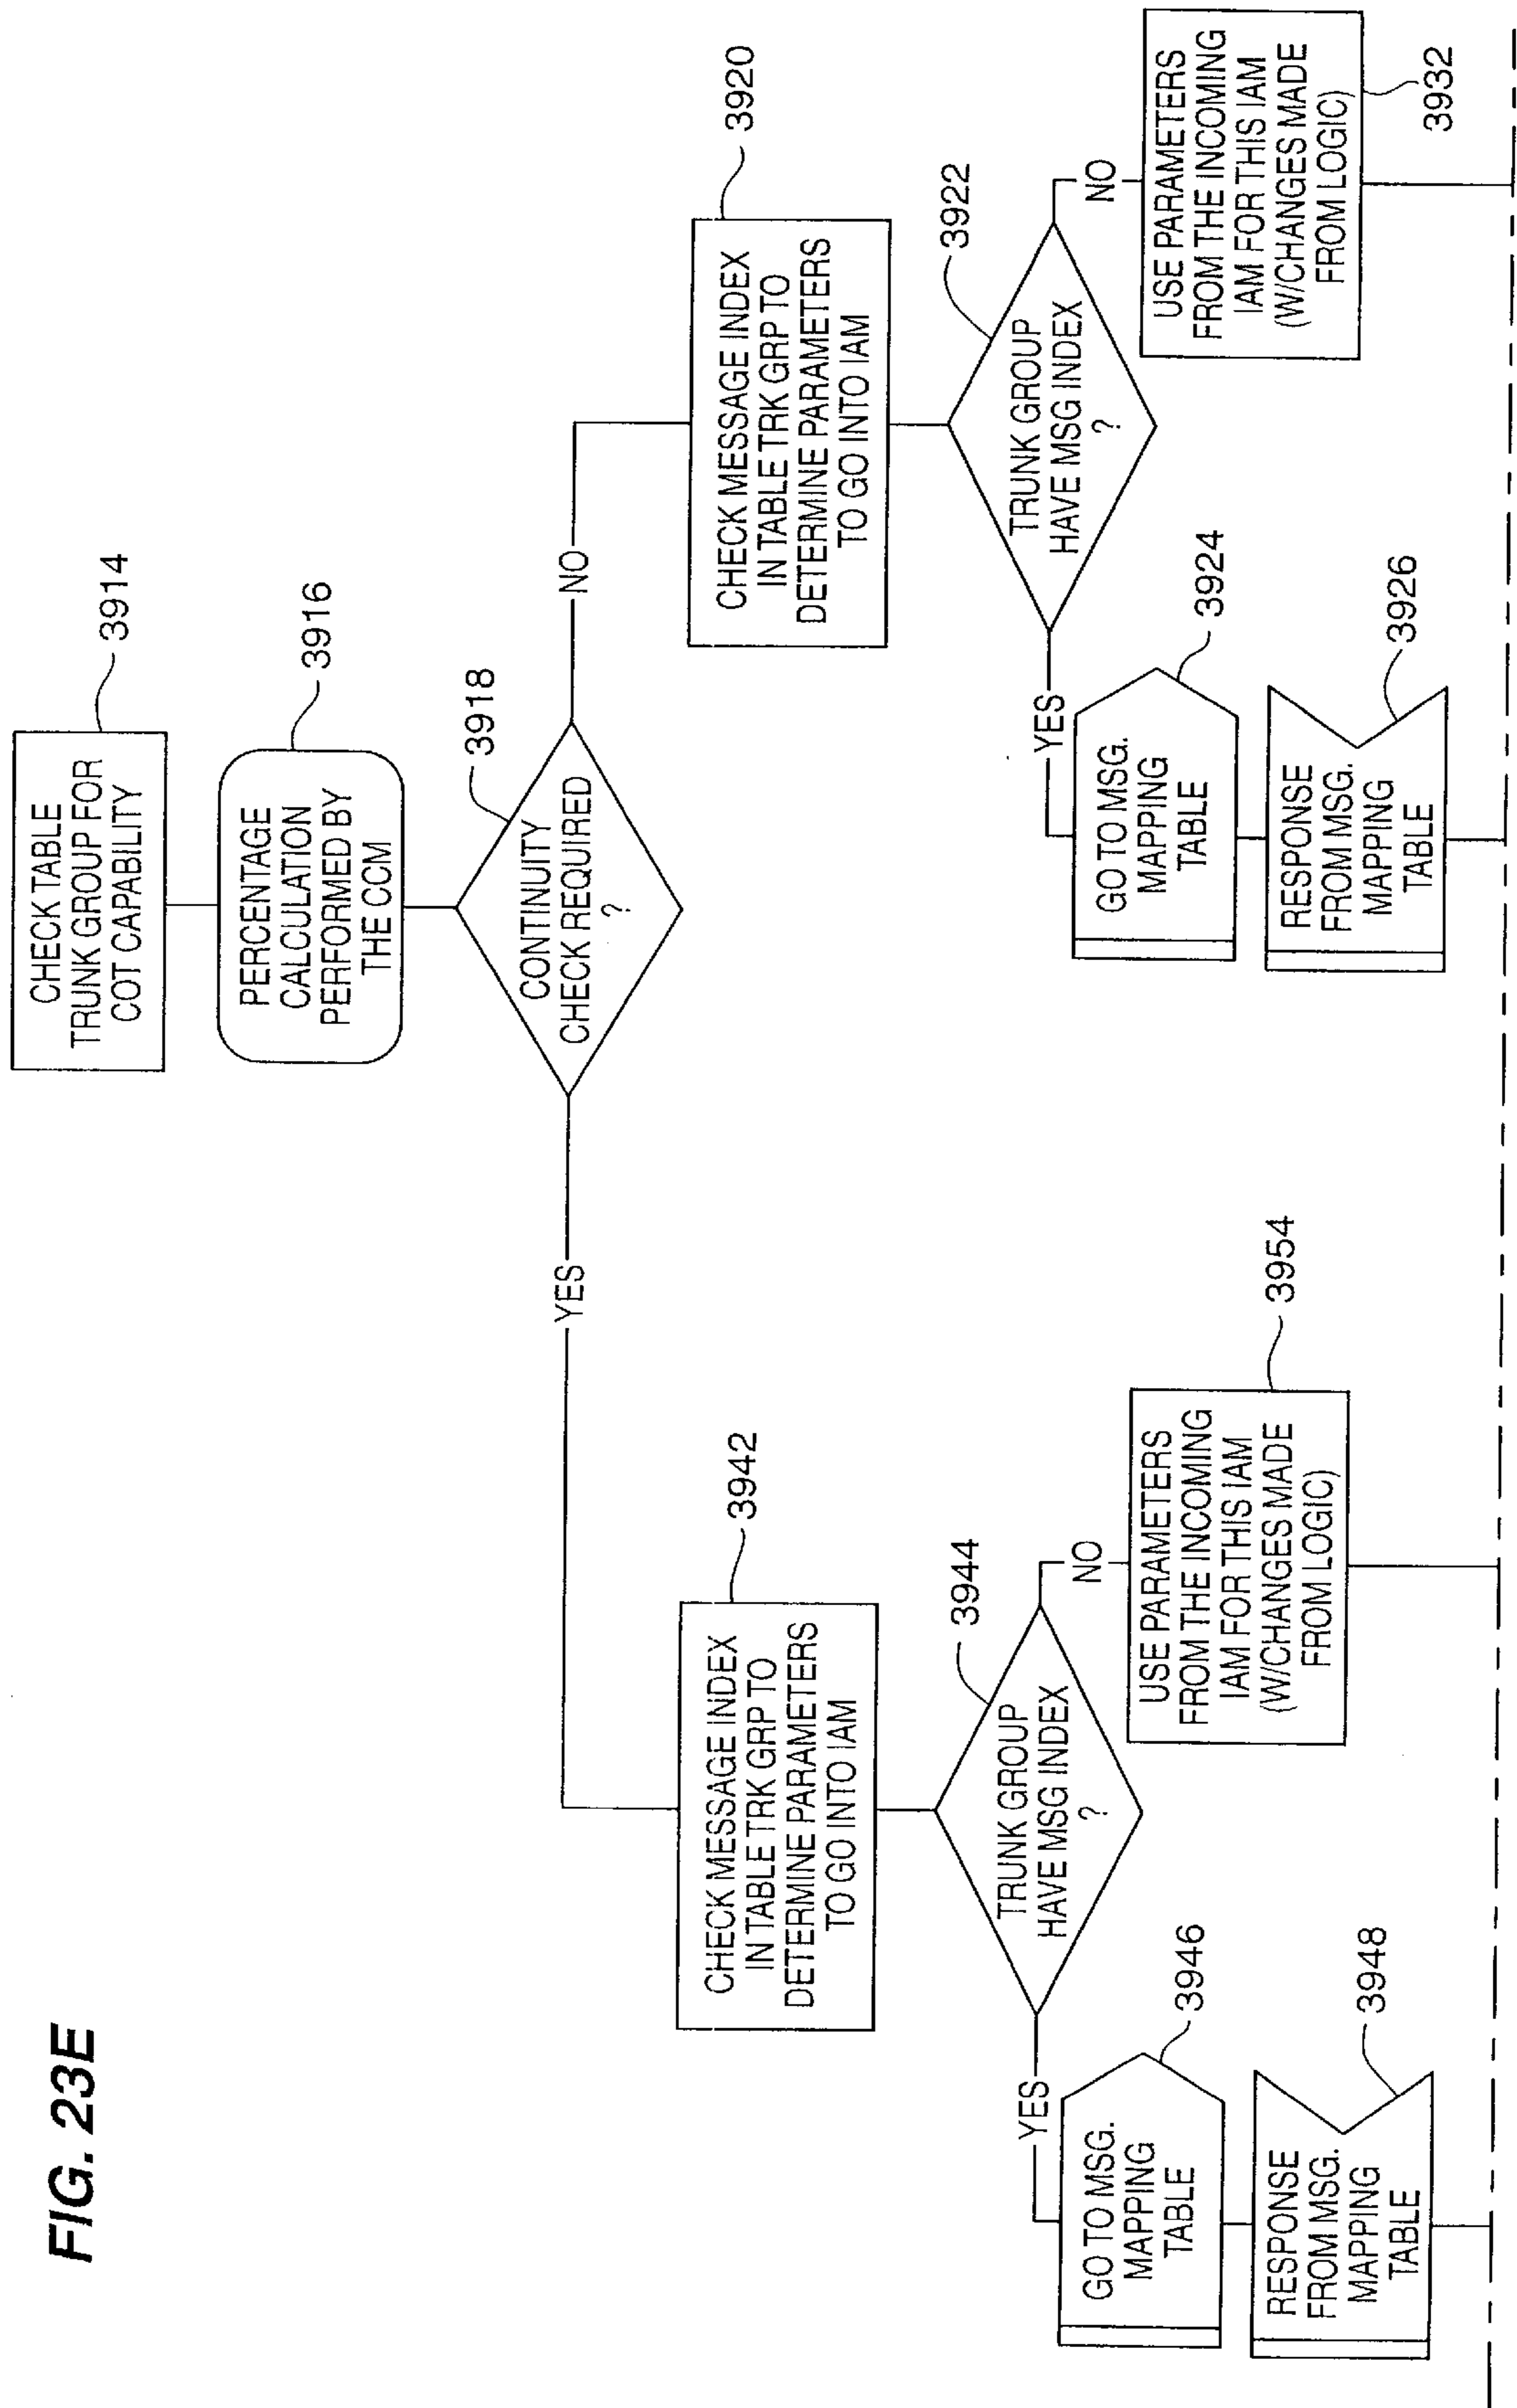 FIG. 23E
CHECK TABLE
TRUNK GROUP FOR
COT CAPABILITY
3914
PERCENTAGE
CALCULATION
PERFORMED BY
THE CCM
3916
CONTINUITY
CHECK REQUIRED
?
3918
YES
NO
CHECK MESSAGE INDEX
IN TABLE TRK GRP TO
DETERMINE PARAMETERS
TO GO INTO IAM
3942
TRUNK GROUP
HAVE MSG INDEX
?
3944
YES
NO
GO TO MSG.
MAPPING
TABLE
3946
RESPONSE
FROM MSG.
MAPPING
TABLE
3948
USE PARAMETERS
FROM THE INCOMING
IAM FOR THIS IAM
(W/CHANGES MADE
FROM LOGIC)
3954
CHECK MESSAGE INDEX
IN TABLE TRK GRP TO
DETERMINE PARAMETERS
TO GO INTO IAM
3920
TRUNK GROUP
HAVE MSG INDEX
?
3922
YES
NO
GO TO MSG.
MAPPING
TABLE
3924
RESPONSE
FROM MSG.
MAPPING
TABLE
3926
USE PARAMETERS
FROM THE INCOMING
IAM FOR THIS IAM
(W/CHANGES MADE
FROM LOGIC)
3932